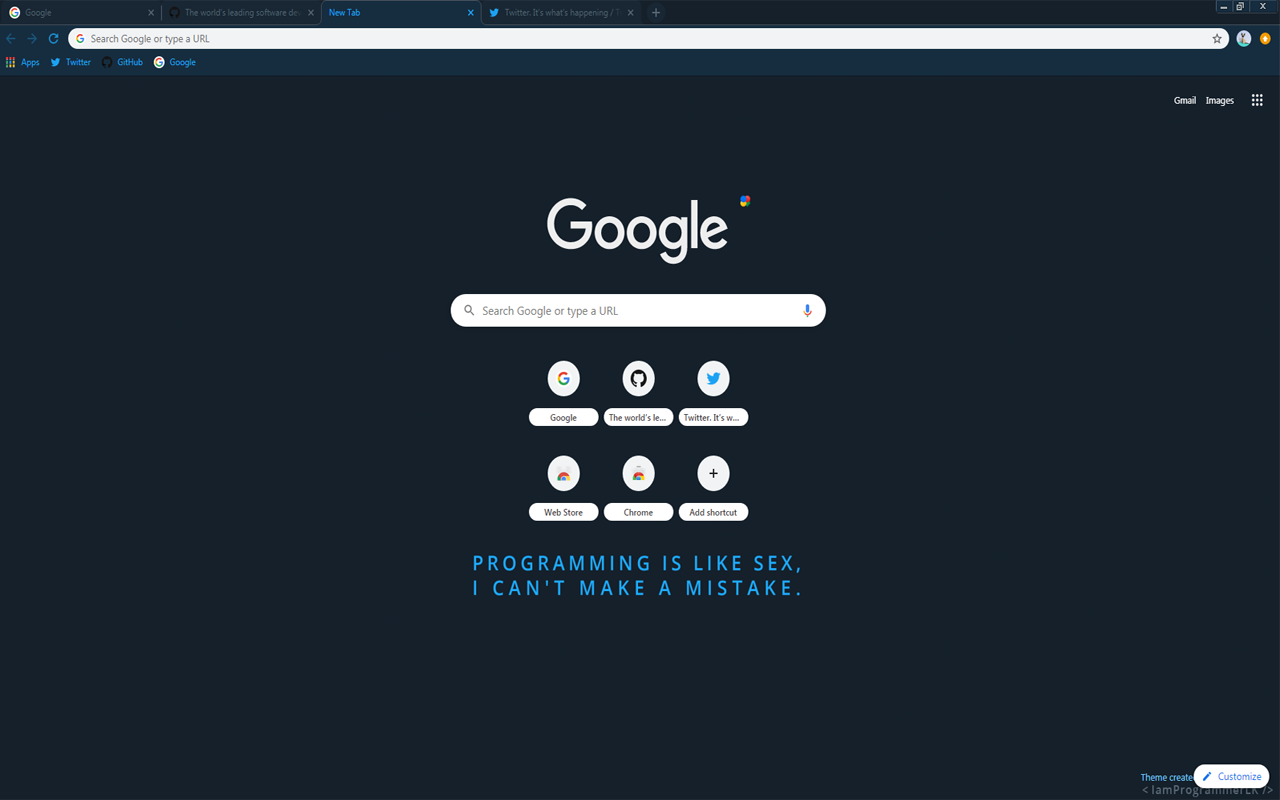 Google
The world's leading software dev
New Tab
Twitter. It's what's happening / T
Search Google or type a URL
Apps
Twitter
GitHub
Google
Gmail
Images
Google
Search Google or type a URL
Google
The world's le...
Twitter. It's w...
Web Store
Chrome
Add shortcut
PROGRAMMING IS LIKE SEX,
I CAN'T MAKE A MISTAKE.
Theme create
Customize
< IamProgrammerLK />